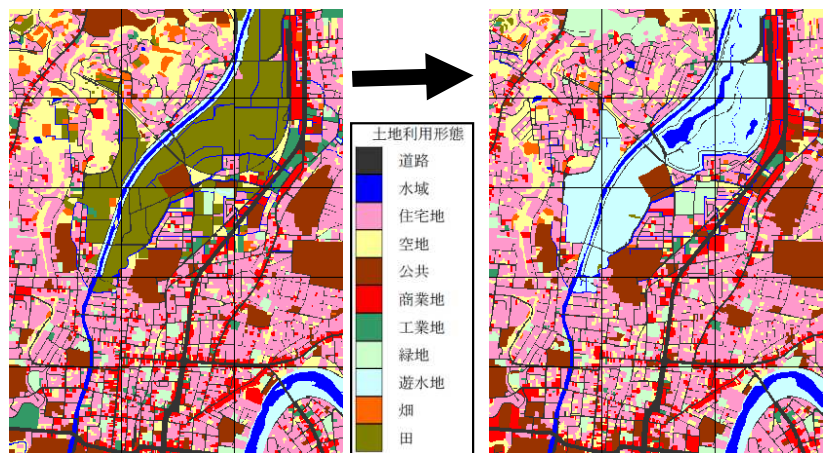 土地利用形態
道路
水域
住宅地
空地
公共
商業地
工業地
緑地
遊水地
畑
田